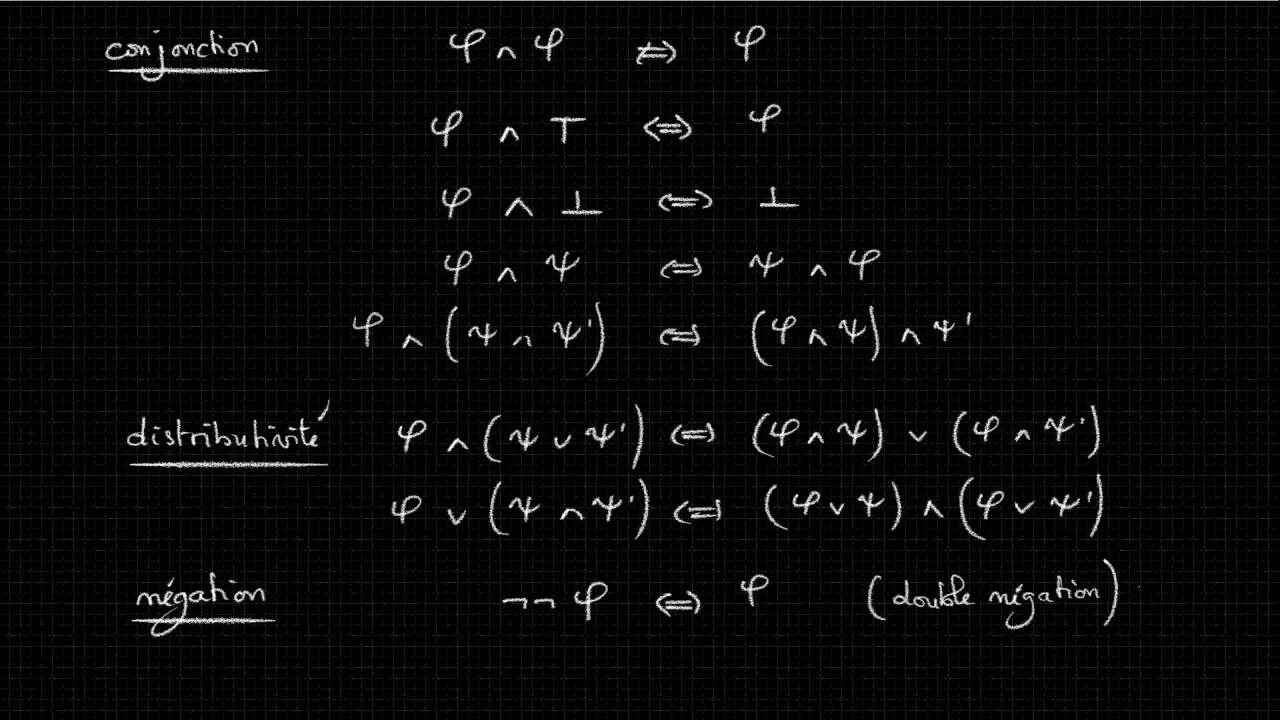 conjonction φ ∧ φ ⇔ φ
φ ∧ ⊤ ⇔ φ
φ ∧ ⊥ ⇔ ⊥
φ ∧ ψ ⇔ ψ ∧ φ
φ ∧ (ψ ∧ ψ') ⇔ (φ ∧ ψ) ∧ ψ'
distributivité φ ∧ (ψ ∨ ψ') ⇔ (φ ∧ ψ) ∨ (φ ∧ ψ')
φ ∨ (ψ ∧ ψ') ⇔ (φ ∨ ψ) ∧ (φ ∨ ψ')
négation ¬¬φ ⇔ φ (double négation)